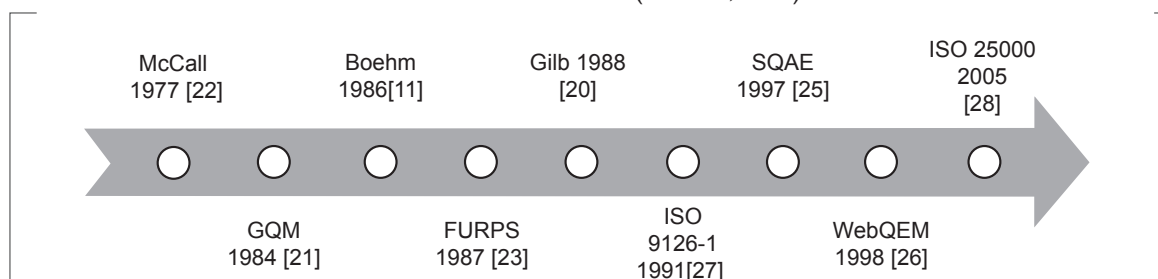 McCall
1977 [22]
Boehm
1986[11]
Gilb 1988
[20]
SQAE
1997 [25]
ISO 25000
2005
[28]
GQM
1984 [21]
FURPS
1987 [23]
ISO
9126-1
1991[27]
WebQEM
1998 [26]